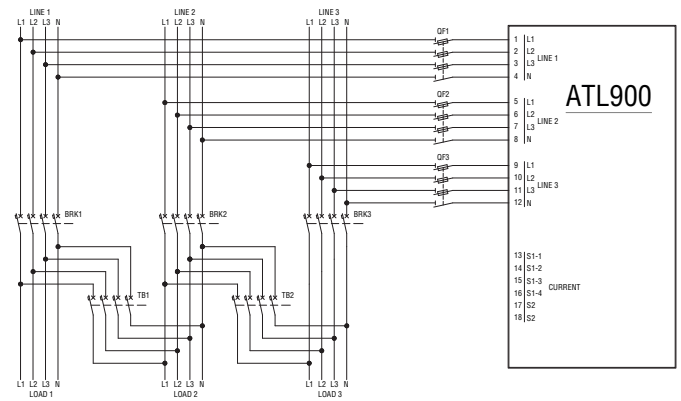 LINE 1 LINE 2 LINE 3
L1 L2 L3 N L1 L2 L3 N L1 L2 L3 N
QF1
1 L1
2 L2
3 L3
4 N
LINE 1
ATL900
QF2
5 L1
6 L2
7 L3
8 N
LINE 2
QF3
9 L1
10 L2
11 L3
12 N
LINE 3
BRK1 BRK2 BRK3
13 S1-1
14 S1-2
15 S1-3
16 S1-4
17 S2
18 S2
CURRENT
TB1 TB2
L1 L2 L3 N L1 L2 L3 N L1 L2 L3 N
LOAD 1 LOAD 2 LOAD 3